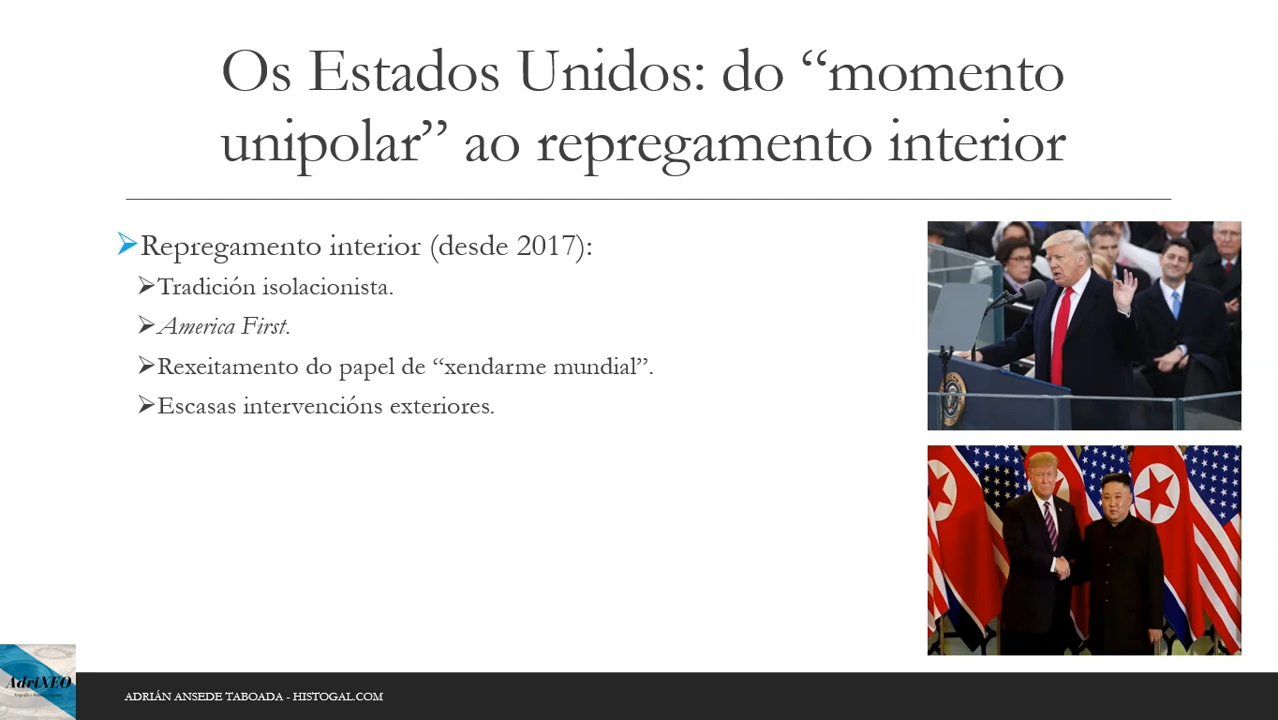 Os Estados Unidos: do “momento
unipolar” ao repregamento interior
Repregamento interior (desde 2017):
Tradición isolacionista.
America First.
Rexeitamento do papel de “xendarme mundial”.
Escasas intervencións exteriores.
AdriXEO
ADRIÁN ANSEDE TABOADA - HISTOGAL.COM